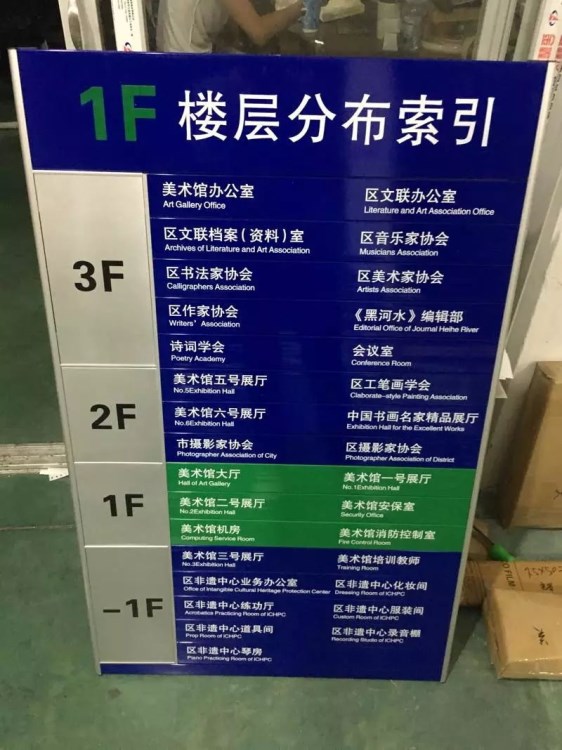 1F 楼层分布索引
3F
美术馆办公室
Art Gallery Office
区文联办公室
Literature and Art Association Office
区文联档案(资料)室
Archives of Literature and Art Association
区音乐家协会
Musicians Association
区书法家协会
Calligraphers Association
区美术家协会
Artists Association
区作家协会
Writers' Association
《黑河水》编辑部
Editorial Office of Journal Heihe River
诗词学会
Poetry Academy
会议室
Conference Room
2F
美术馆五号展厅
No.5Exhibition Hall
区工笔画学会
Claborate-style Painting Association
美术馆六号展厅
No.6Exhibition Hall
中国书画名家精品展厅
Exhibition Hall for the Excellent Works
市摄影家协会
Photographer Association of City
区摄影家协会
Photographer Association of District
1F
美术馆大厅
Hall of Art Gallery
美术馆一号展厅
No.1Exhibition Hall
美术馆二号展厅
No.2Exhibition Hall
美术馆安保室
Security Office
美术馆机房
Computing Service Room
美术馆消防控制室
Fire Control Room
-1F
美术馆三号展厅
No.3Exhibition Hall
美术馆培训教师
Training Room
区非遗中心业务办公室
Office of Intangible Cultural Heritage Protection Center
区非遗中心化妆间
Dressing Room of ICHPC
区非遗中心练功厅
Acrobatics Practicing Room of ICHPC
区非遗中心服装间
Custom Room of ICHPC
区非遗中心道具间
Prop Room of ICHPC
区非遗中心录音棚
Recording Studio of ICHPC
区非遗中心琴房
Piano Practicing Room of ICHPC